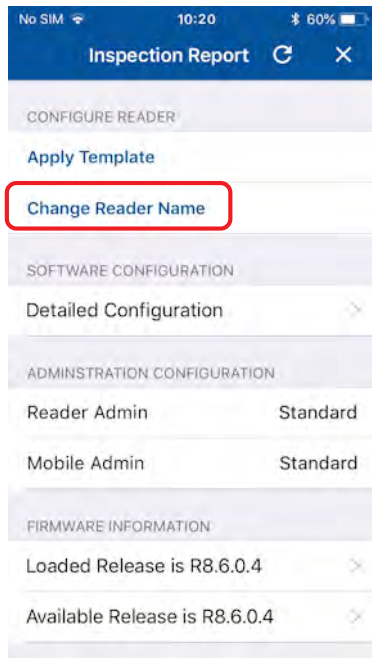 No SIM 10:20 60%
Inspection Report
CONFIGURE READER
Apply Template
Change Reader Name
SOFTWARE CONFIGURATION
Detailed Configuration
ADMINSTRATION CONFIGURATION
Reader Admin Standard
Mobile Admin Standard
FIRMWARE INFORMATION
Loaded Release is R8.6.0.4
Available Release is R8.6.0.4